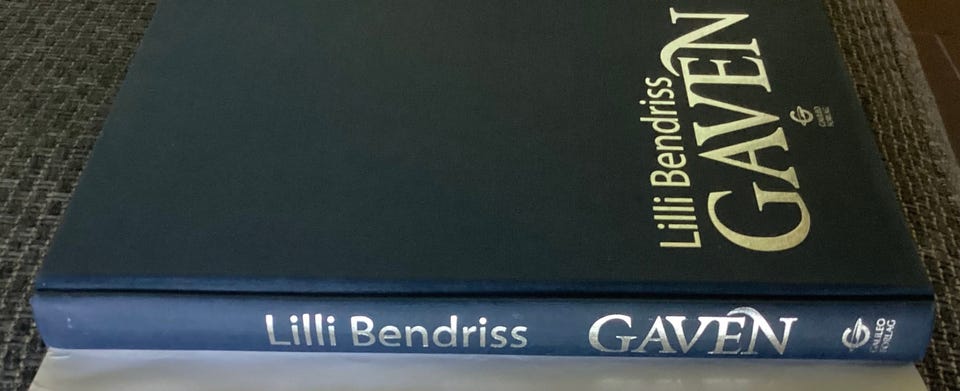 Lilli Bendriss
GAVEN
GALILEO
FORLAG
Lilli Bendriss
GAVEN
GALILEO
FORLAG